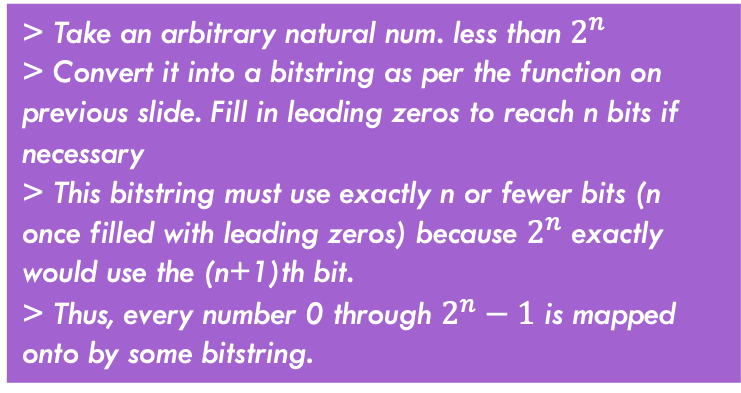 > Take an arbitrary natural num. less than 2ⁿ
> Convert it into a bitstring as per the function on
previous slide. Fill in leading zeros to reach n bits if
necessary
> This bitstring must use exactly n or fewer bits (n
once filled with leading zeros) because 2ⁿ exactly
would use the (n+1)th bit.
> Thus, every number 0 through 2ⁿ − 1 is mapped
onto by some bitstring.